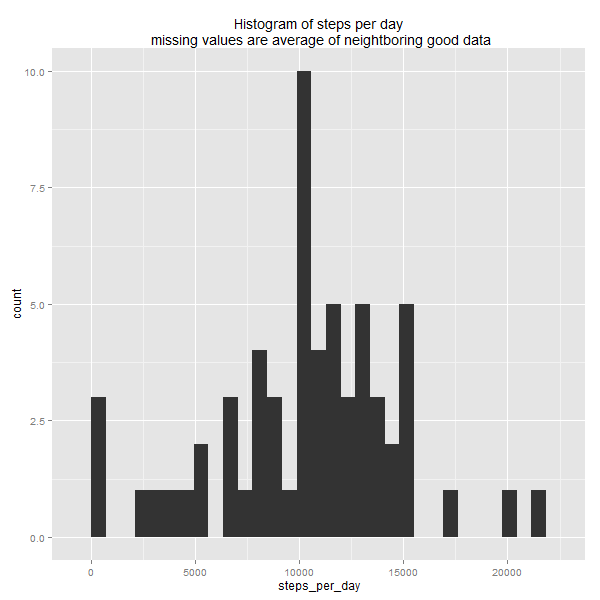 Histogram of steps per day
missing values are average of neightboring good data
10.0
7.5
5.0
2.5
0.0
count
0 5000 10000 15000 20000
steps_per_day